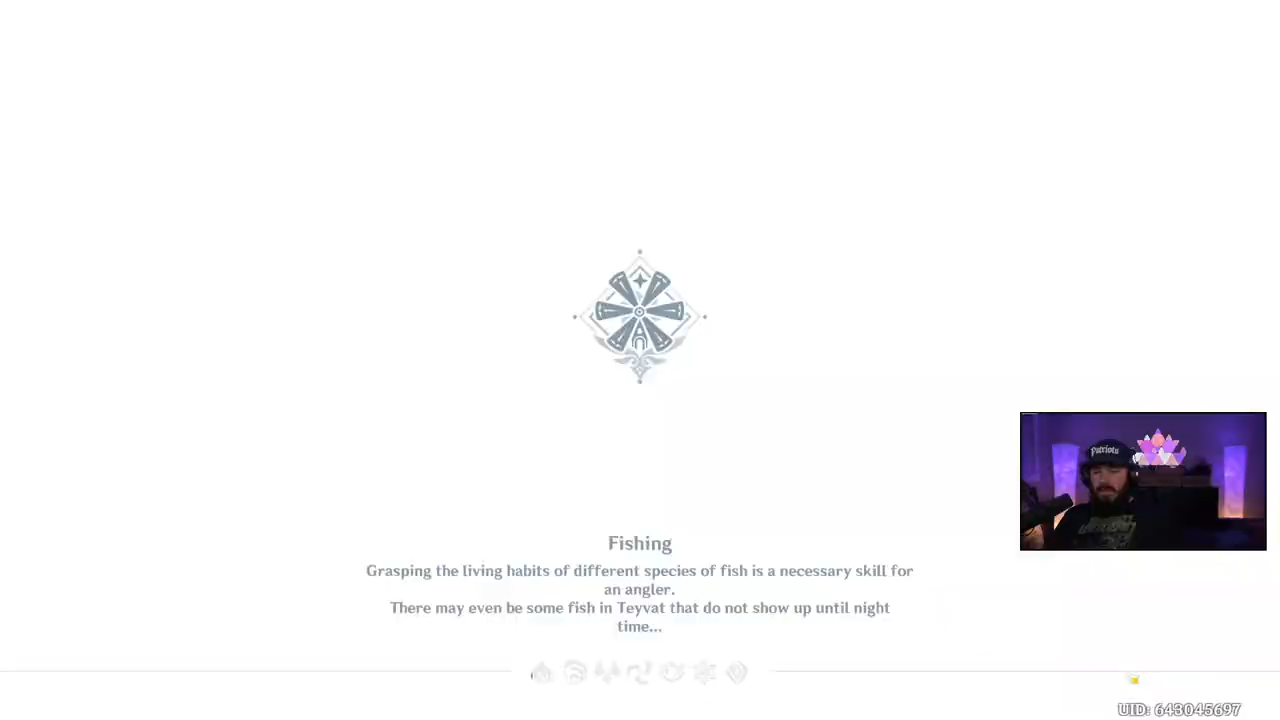 Patriots
Fishing
Grasping the living habits of different species of fish is a necessary skill for
an angler.
There may even be some fish in Teyvat that do not show up until night
time...
UID: 643045697